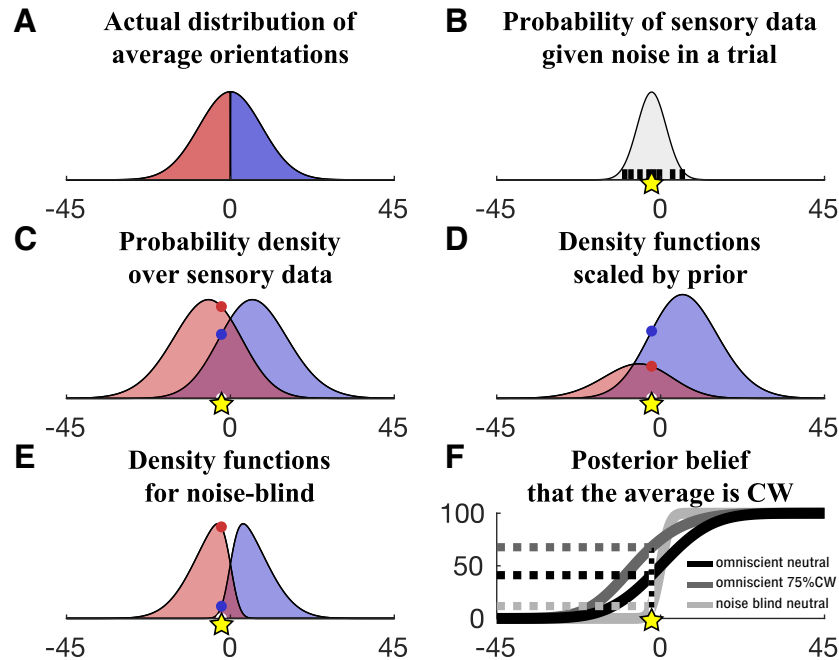 A
Actual distribution of
average orientations
-45 0 45
B
Probability of sensory data
given noise in a trial
-45 0 45
C
Probability density
over sensory data
-45 0 45
D
Density functions
scaled by prior
-45 0 45
E
Density functions
for noise-blind
-45 0 45
F
Posterior belief
that the average is CW
100
50
0
omniscient neutral
omniscient 75%CW
noise blind neutral
-45 0 45